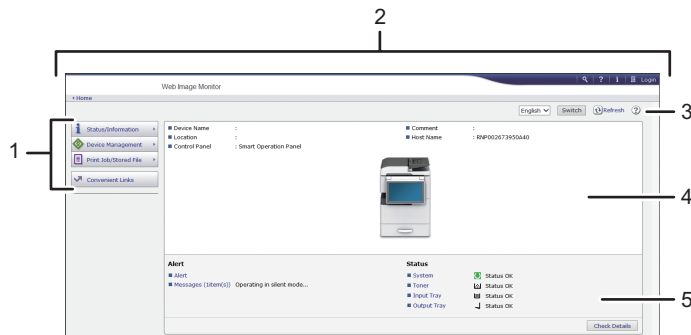 2
Web Image Monitor
? i Login
Home
English Switch Refresh ? 3
1
Status/Information
Device Management
Print Job/Stored File
Convenient Links
Device Name :
Location :
Control Panel : Smart Operation Panel
Comment :
Host Name : RNP002673950A40
4
Alert
Alert
Messages (1item(s)) Operating in silent mode...
Status
System Status OK
Toner Status OK
Input Tray Status OK
Output Tray Status OK
5
Check Details